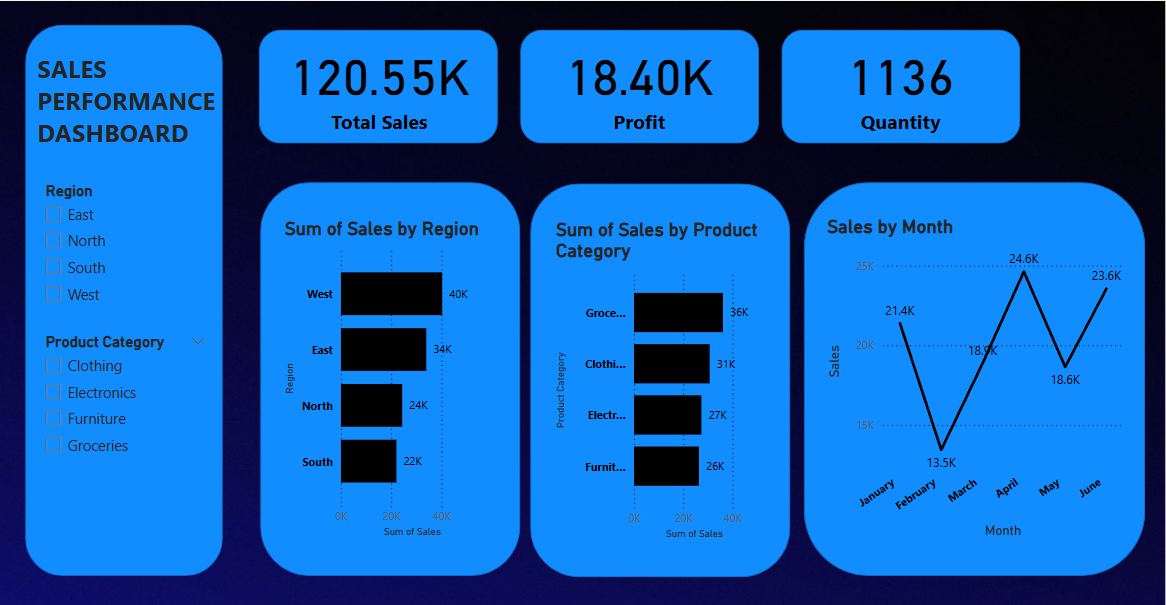 SALES
PERFORMANCE
DASHBOARD
Region
East
North
South
West
Product Category
Clothing
Electronics
Furniture
Groceries
120.55K
Total Sales
18.40K
Profit
1136
Quantity
Sum of Sales by Region
Region
West
40K
East
34K
North
24K
South
22K
0K 20K 40K
Sum of Sales
Sum of Sales by Product
Category
Product Category
Groce...
36K
Clothi...
31K
Electr...
27K
Furnit...
26K
0K 20K 40K
Sum of Sales
Sales by Month
Sales
25K
20K
15K
21.4K
13.5K
18.9K
24.6K
18.6K
23.6K
January February March April May June
Month